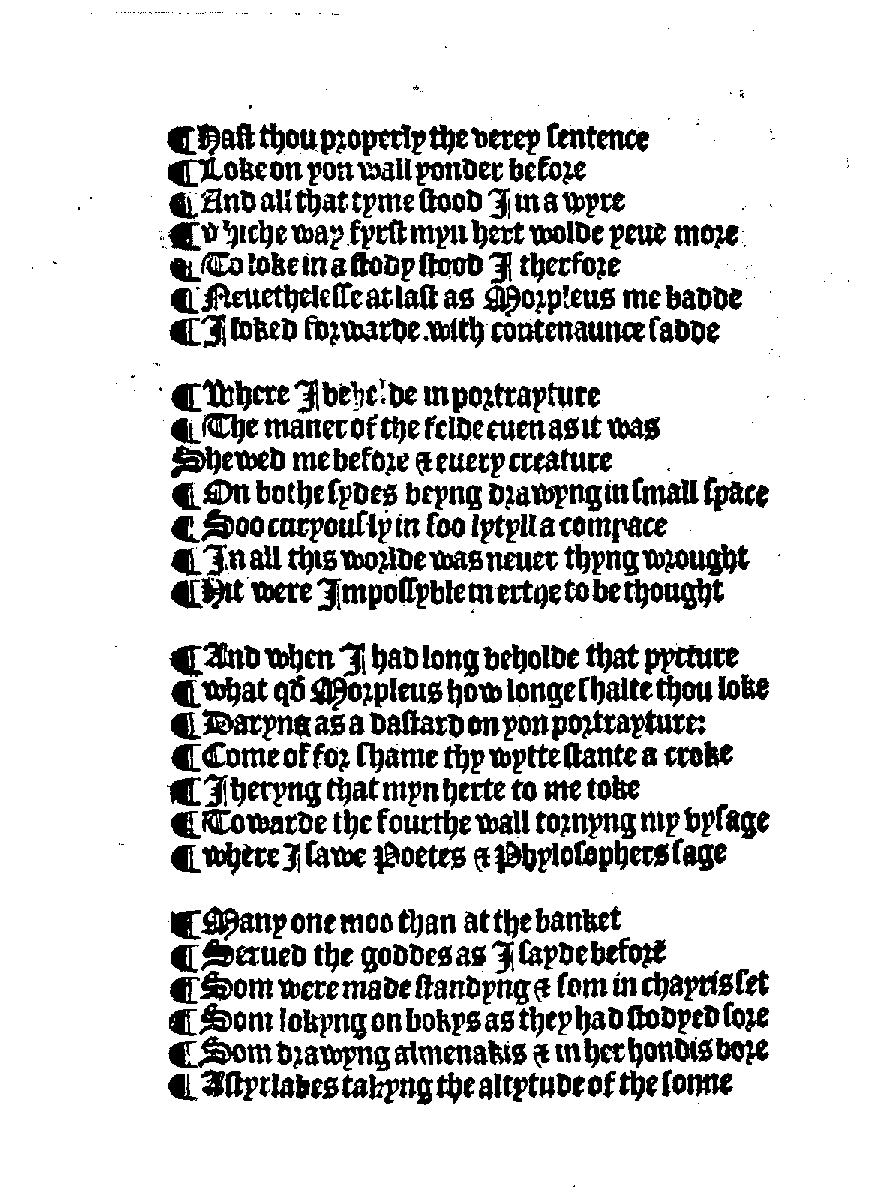 ¶ Hast thou properly the verey sentence
¶ Loke on yon wall yonder before
¶ And all that tyme stood I in a wyre
¶ whiche way fyrst myn hert wolde yeue more
¶ To loke in a stody stood I therfore
¶ Neuethelesse at last as Morpleus me badde
¶ I loked forwarde with contenaunce sadde
¶ Where I behelde in portrayture
¶ The maner of the felde euen as it was
Shewed me before & euery creature
¶ On bothe sydes beyng drawyng in small space
¶ Soo curyously in soo lytyll a compace
¶ In all this worlde was neuer thyng wrought
¶ Hit were Impossyble in erthe to be thought
¶ And when I had long beholde that pycture
¶ what qđ Morpleus how longe shalte thou loke
¶ Daryng as a dastard on yon portrayture:
¶ Come of for shame thy wytte stante a croke
¶ I heryng that myn herte to me toke
¶ Towarde the fourthe wall tornyng my vysage
¶ where I sawe Poetes & Phylosophers sage
¶ Many one moo than at the banket
¶ Serued the goddes as I sayde before
¶ Som were made standyng & som in chayris set
¶ Som lokyng on bokys as they had stodyed sore
¶ Som drawyng almenakis & in her hondis bore
¶ Astyrlabes takyng the altytude of the sonne